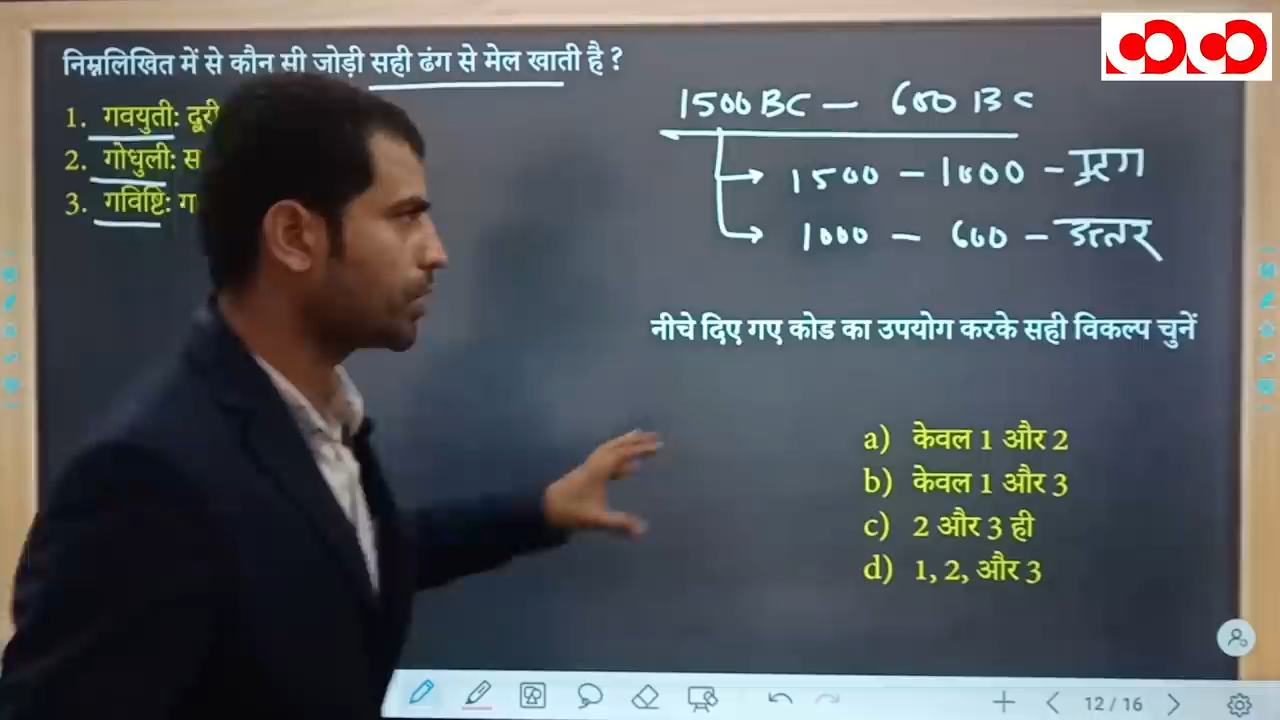 निम्नलिखित में से कौन सी जोड़ी सही ढंग से मेल खाती है ?
1. गवयुती: दूरी
2. गोधुली:
3. गविष्टि:
1500 BC — 600 BC
1500 — 1000 —
1000 — 600 — उत्तर
नीचे दिए गए कोड का उपयोग करके सही विकल्प चुनें
a) केवल 1 और 2
b) केवल 1 और 3
c) 2 और 3 ही
d) 1, 2, और 3
12 / 16